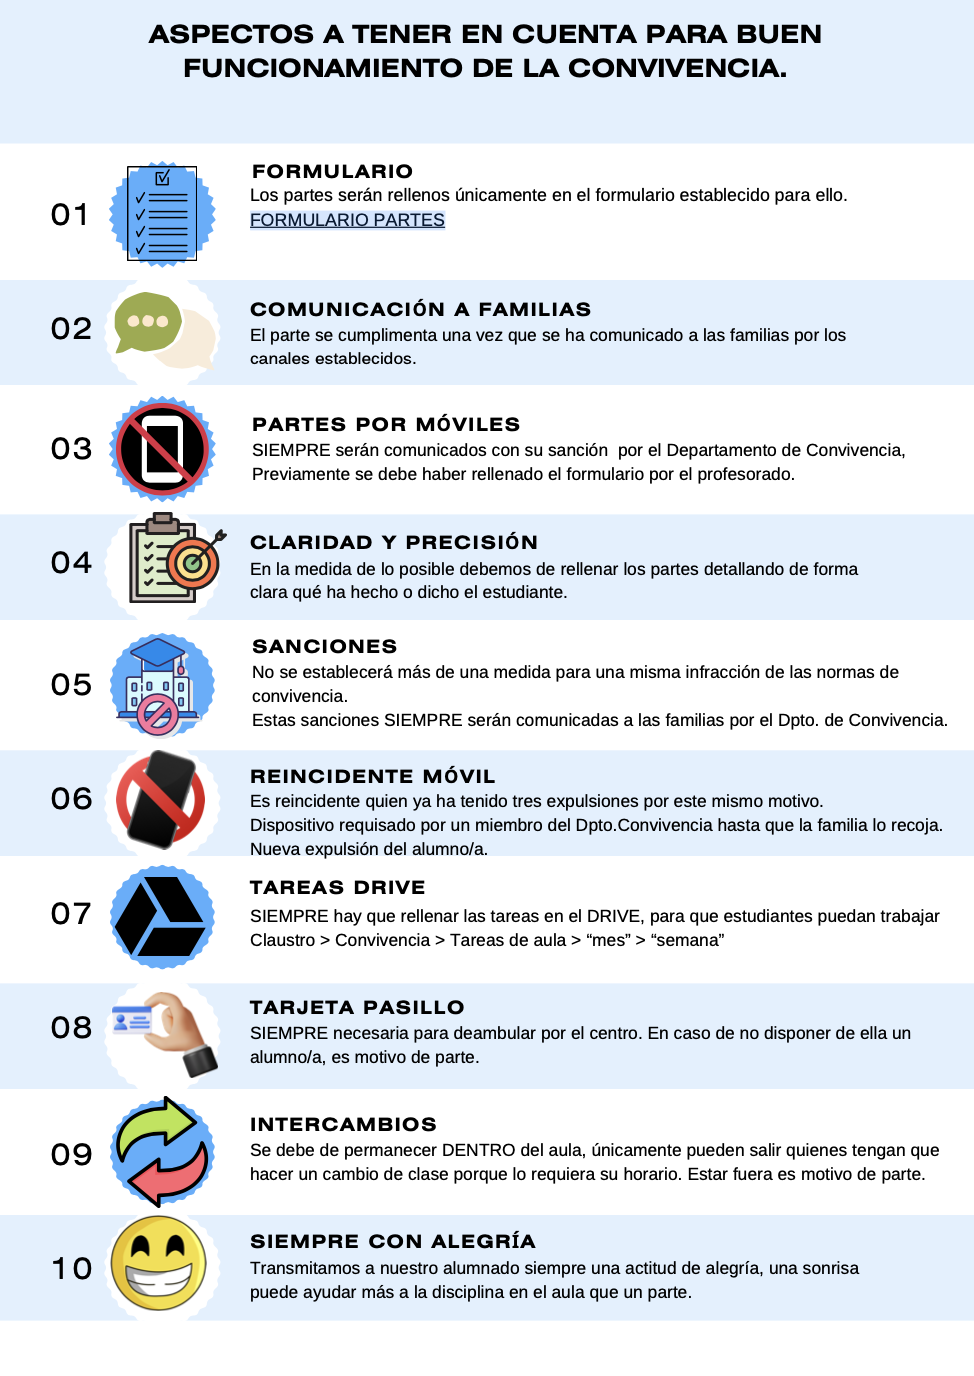 ASPECTOS A TENER EN CUENTA PARA BUEN
FUNCIONAMIENTO DE LA CONVIVENCIA.
01
FORMULARIO
Los partes serán rellenos únicamente en el formulario establecido para ello.
FORMULARIO PARTES
02
COMUNICACIÓN A FAMILIAS
El parte se cumplimenta una vez que se ha comunicado a las familias por los
canales establecidos.
03
PARTES POR MÓVILES
SIEMPRE serán comunicados con su sanción  por el Departamento de Convivencia,
Previamente se debe haber rellenado el formulario por el profesorado.
04
CLARIDAD Y PRECISIÓN
En la medida de lo posible debemos de rellenar los partes detallando de forma
clara qué ha hecho o dicho el estudiante.
05
SANCIONES
No se establecerá más de una medida para una misma infracción de las normas de
convivencia.
Estas sanciones SIEMPRE serán comunicadas a las familias por el Dpto. de Convivencia.
06
REINCIDENTE MÓVIL
Es reincidente quien ya ha tenido tres expulsiones por este mismo motivo.
Dispositivo requisado por un miembro del Dpto.Convivencia hasta que la familia lo recoja.
Nueva expulsión del alumno/a.
07
TAREAS DRIVE
SIEMPRE hay que rellenar las tareas en el DRIVE, para que estudiantes puedan trabajar
Claustro > Convivencia > Tareas de aula > “mes” > “semana”
08
TARJETA PASILLO
SIEMPRE necesaria para deambular por el centro. En caso de no disponer de ella un
alumno/a, es motivo de parte.
09
INTERCAMBIOS
Se debe de permanecer DENTRO del aula, únicamente pueden salir quienes tengan que
hacer un cambio de clase porque lo requiera su horario. Estar fuera es motivo de parte.
10
SIEMPRE CON ALEGRÍA
Transmitamos a nuestro alumnado siempre una actitud de alegría, una sonrisa
puede ayudar más a la disciplina en el aula que un parte.